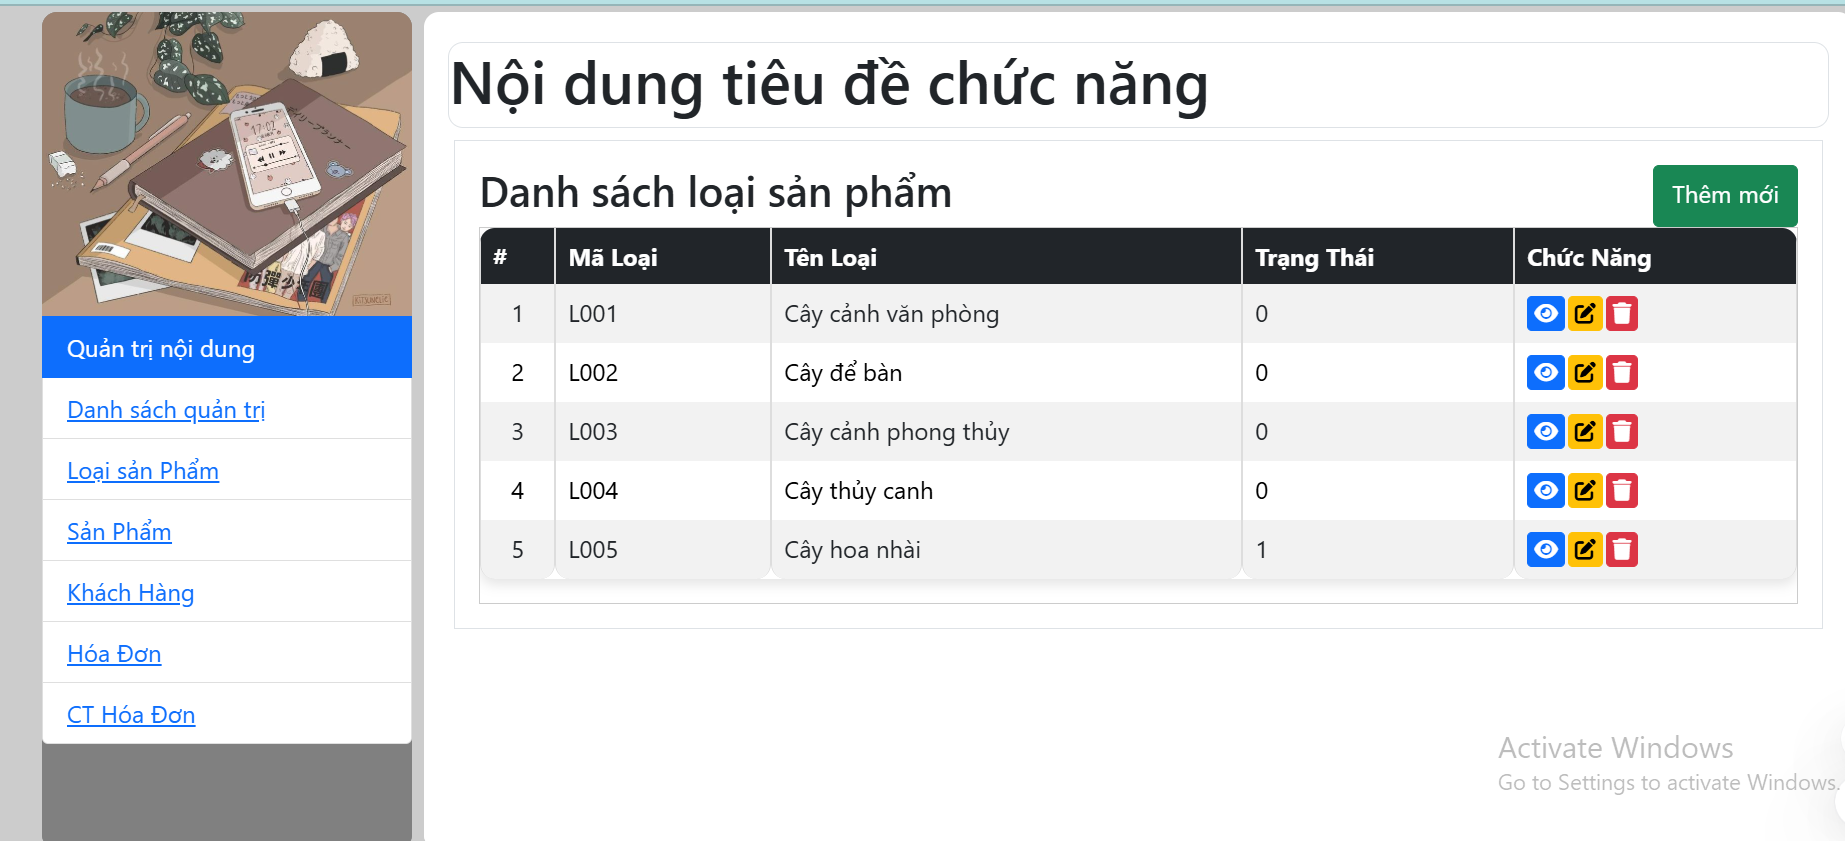 17:02
Quản trị nội dung
Danh sách quản trị
Loại sản Phẩm
Sản Phẩm
Khách Hàng
Hóa Đơn
CT Hóa Đơn
Nội dung tiêu đề chức năng
Danh sách loại sản phẩm
Thêm mới
# Mã Loại Tên Loại Trạng Thái Chức Năng
1 L001 Cây cảnh văn phòng 0
2 L002 Cây để bàn 0
3 L003 Cây cảnh phong thủy 0
4 L004 Cây thủy canh 0
5 L005 Cây hoa nhài 1
Activate Windows
Go to Settings to activate Windows.